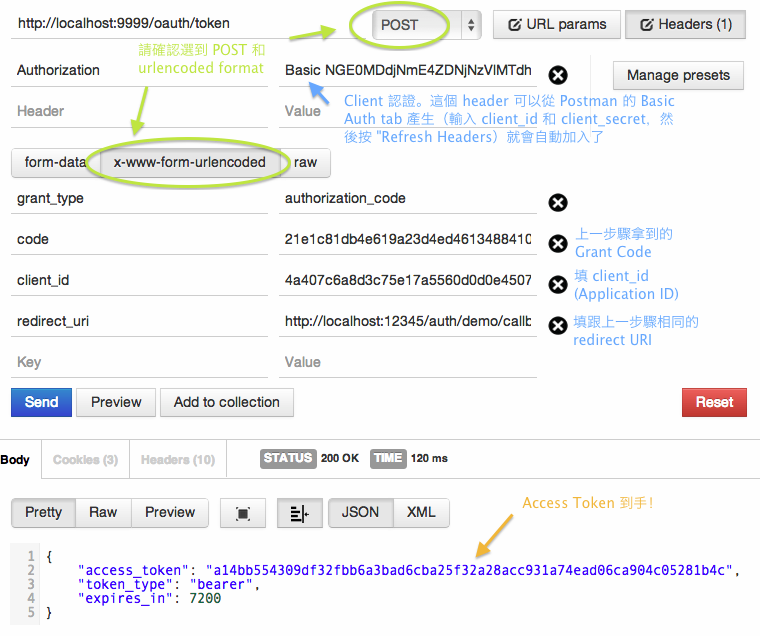 http://localhost:9999/oauth/token
POST
URL params
Headers (1)
請確認選到 POST 和
urlencoded format
Authorization
Basic NGE0MDdjNmE4ZDNjNzVlMTdh
Manage presets
Header
Value
Client 認證。這個 header 可以從 Postman 的 Basic
Auth tab 產生（輸入 client_id 和 client_secret，然
後按 "Refresh Headers）就會自動加入了
form-data
x-www-form-urlencoded
raw
grant_type
authorization_code
code
21e1c81db4e619a23d4ed4613488410
上一步驟拿到的
Grant Code
client_id
4a407c6a8d3c75e17a5560d0d0e4507
填 client_id
(Application ID)
redirect_uri
http://localhost:12345/auth/demo/callb
填跟上一步驟相同的
redirect URI
Key
Value
Send
Preview
Add to collection
Reset
Body
Cookies (3)
Headers (10)
STATUS 200 OK TIME 120 ms
Pretty
Raw
Preview
JSON
XML
Access Token 到手！
1 {
2 "access_token": "a14bb554309df32fbb6a3bad6cba25f32a28acc931a74ead06ca904c05281b4c",
3 "token_type": "bearer",
4 "expires_in": 7200
5 }